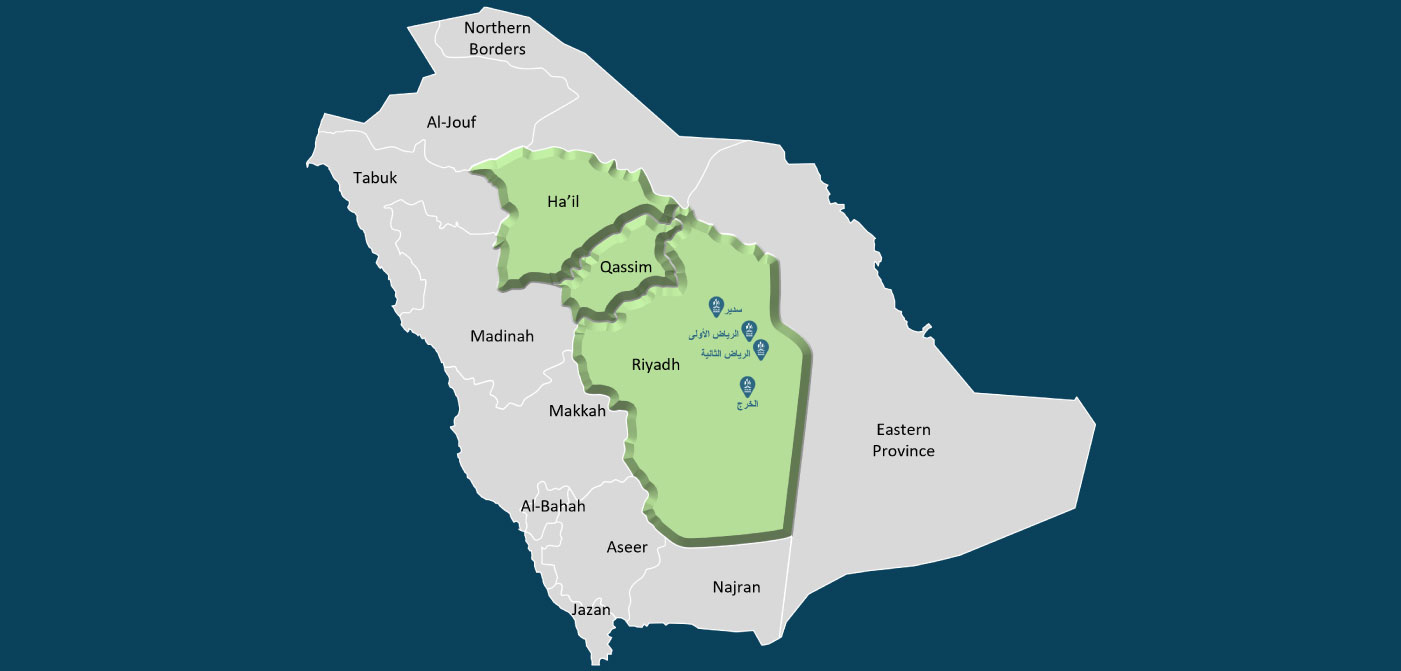 Northern
Borders
Al-Jouf
Tabuk
Ha’il
Qassim
سدير
الرياض الأولى
Madinah
الرياض الثانية
Riyadh
الخرج
Makkah
Eastern
Province
Al-Bahah
Aseer
Najran
Jazan